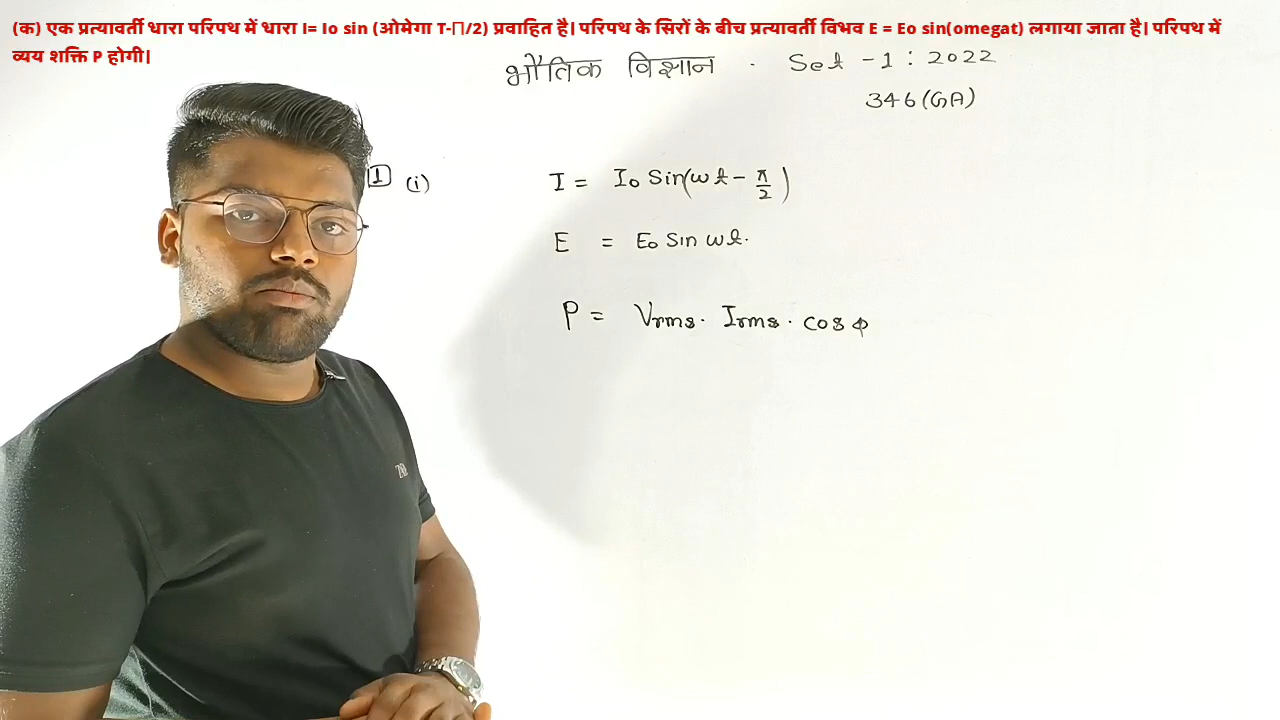 (क) एक प्रत्यावर्ती धारा परिपथ में धारा I= Io sin (ओमेगा T-∏/2) प्रवाहित है। परिपथ के सिरों के बीच प्रत्यावर्ती विभव E = Eo sin(omegat) लगाया जाता है। परिपथ में
व्यय शक्ति P होगी।
भौतिक विज्ञान . Set -1 : 2022
346(GA)
1 (i) I = I₀ Sin(ωt - π/2)
E = E₀ Sin ωt.
P = Vrms. Irms. cos φ